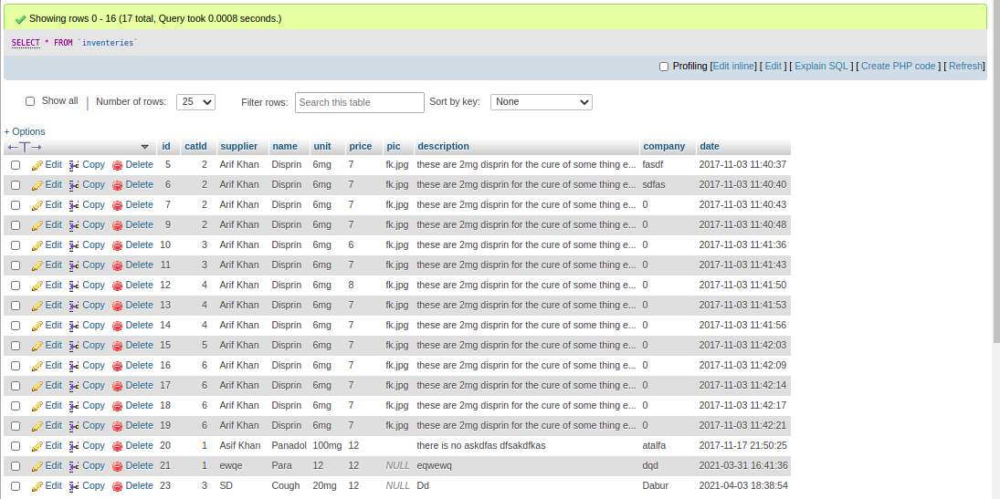 Showing rows 0 - 16 (17 total, Query took 0.0008 seconds.)
SELECT * FROM `inventeries`
Profiling [Edit inline] [ Edit ] [ Explain SQL ] [ Create PHP code ] [ Refresh]
Show all | Number of rows: 25 Filter rows: Search this table Sort by key: None
+ Options
←T→ id catId supplier name unit price pic description company date
Edit Copy Delete 5 2 Arif Khan Disprin 6mg 7 fk.jpg these are 2mg disprin for the cure of some thing e... fasdf 2017-11-03 11:40:37
Edit Copy Delete 6 2 Arif Khan Disprin 6mg 7 fk.jpg these are 2mg disprin for the cure of some thing e... sdfas 2017-11-03 11:40:40
Edit Copy Delete 7 2 Arif Khan Disprin 6mg 7 fk.jpg these are 2mg disprin for the cure of some thing e... 0 2017-11-03 11:40:43
Edit Copy Delete 9 2 Arif Khan Disprin 6mg 7 fk.jpg these are 2mg disprin for the cure of some thing e... 0 2017-11-03 11:40:48
Edit Copy Delete 10 3 Arif Khan Disprin 6mg 6 fk.jpg these are 2mg disprin for the cure of some thing e... 0 2017-11-03 11:41:36
Edit Copy Delete 11 3 Arif Khan Disprin 6mg 7 fk.jpg these are 2mg disprin for the cure of some thing e... 0 2017-11-03 11:41:43
Edit Copy Delete 12 4 Arif Khan Disprin 6mg 8 fk.jpg these are 2mg disprin for the cure of some thing e... 0 2017-11-03 11:41:50
Edit Copy Delete 13 4 Arif Khan Disprin 6mg 7 fk.jpg these are 2mg disprin for the cure of some thing e... 0 2017-11-03 11:41:53
Edit Copy Delete 14 4 Arif Khan Disprin 6mg 7 fk.jpg these are 2mg disprin for the cure of some thing e... 0 2017-11-03 11:41:56
Edit Copy Delete 15 5 Arif Khan Disprin 6mg 7 fk.jpg these are 2mg disprin for the cure of some thing e... 0 2017-11-03 11:42:03
Edit Copy Delete 16 6 Arif Khan Disprin 6mg 7 fk.jpg these are 2mg disprin for the cure of some thing e... 0 2017-11-03 11:42:09
Edit Copy Delete 17 6 Arif Khan Disprin 6mg 7 fk.jpg these are 2mg disprin for the cure of some thing e... 0 2017-11-03 11:42:14
Edit Copy Delete 18 6 Arif Khan Disprin 6mg 7 fk.jpg these are 2mg disprin for the cure of some thing e... 0 2017-11-03 11:42:17
Edit Copy Delete 19 6 Arif Khan Disprin 6mg 7 fk.jpg these are 2mg disprin for the cure of some thing e... 0 2017-11-03 11:42:21
Edit Copy Delete 20 1 Asif Khan Panadol 100mg 12 there is no askdfas dfsakdfkas atalfa 2017-11-17 21:50:25
Edit Copy Delete 21 1 ewqe Para 12 12 NULL eqwewq dqd 2021-03-31 16:41:36
Edit Copy Delete 23 3 SD Cough 20mg 12 NULL Dd Dabur 2021-04-03 18:38:54